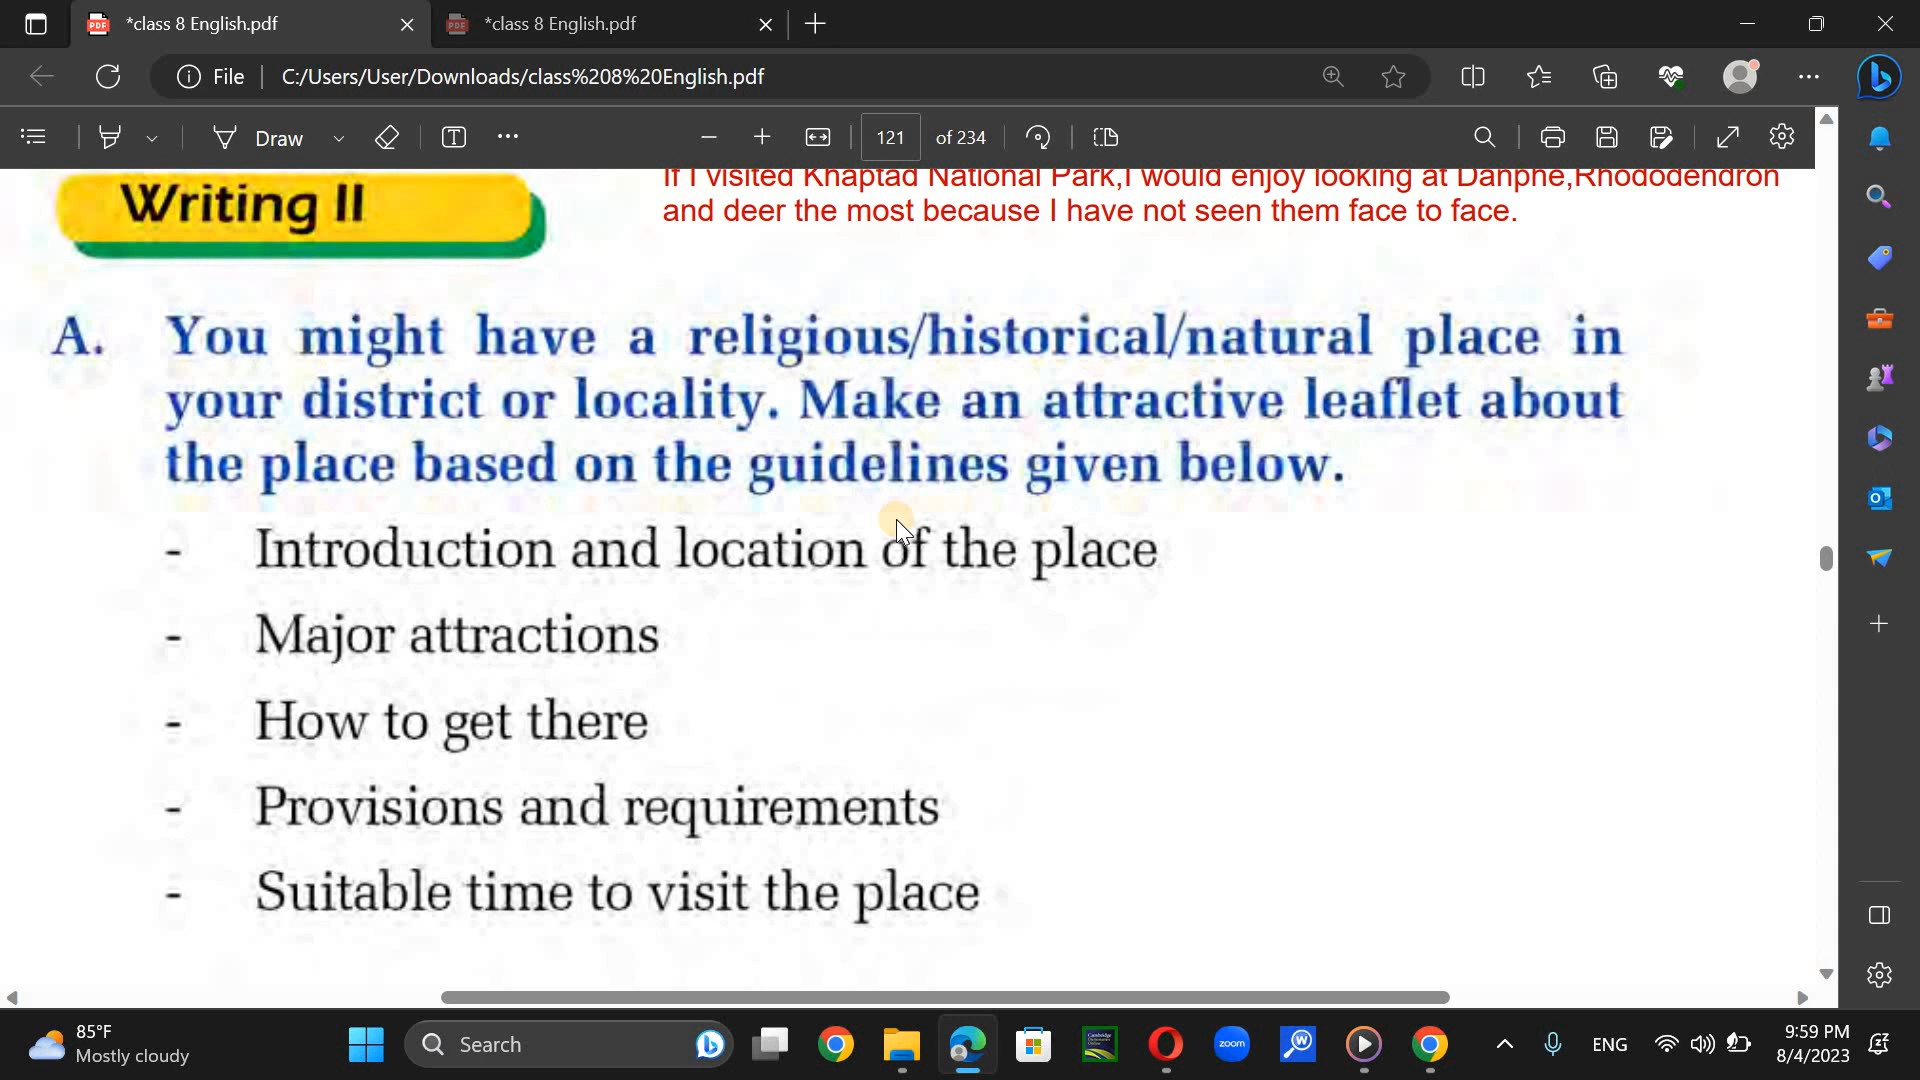 *class 8 English.pdf
*class 8 English.pdf
File
C:/Users/User/Downloads/class%208%20English.pdf
Draw
121
of 234
If I visited Khaptad National Park,I would enjoy looking at Danphe,Rhododendron
and deer the most because I have not seen them face to face.
Writing II
A. You might have a religious/historical/natural place in
your district or locality. Make an attractive leaflet about
the place based on the guidelines given below.
- Introduction and location of the place
- Major attractions
- How to get there
- Provisions and requirements
- Suitable time to visit the place
85°F
Mostly cloudy
Search
zoom
ENG
9:59 PM
8/4/2023